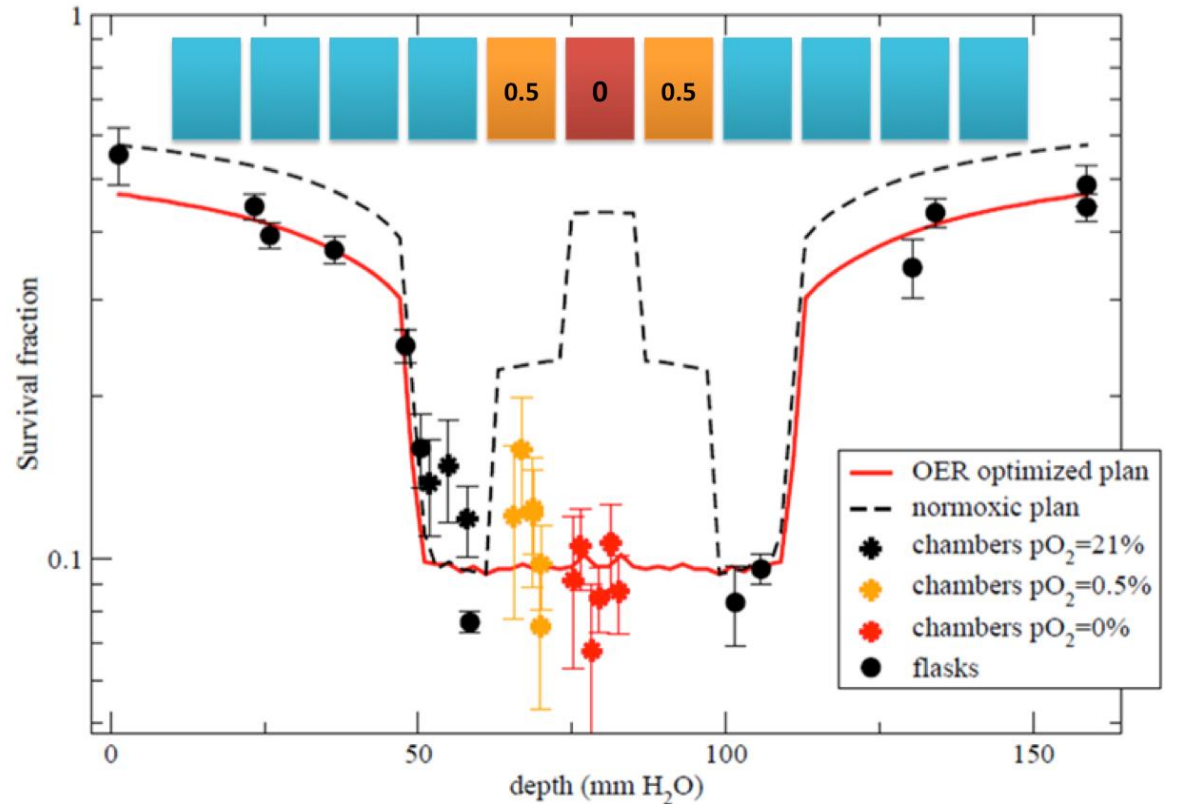 1
0.5 0 0.5
Survival fraction
OER optimized plan
normoxic plan
chambers pO₂=21%
0.1
chambers pO₂=0.5%
chambers pO₂=0%
flasks
0 50 100 150
depth (mm H₂O)